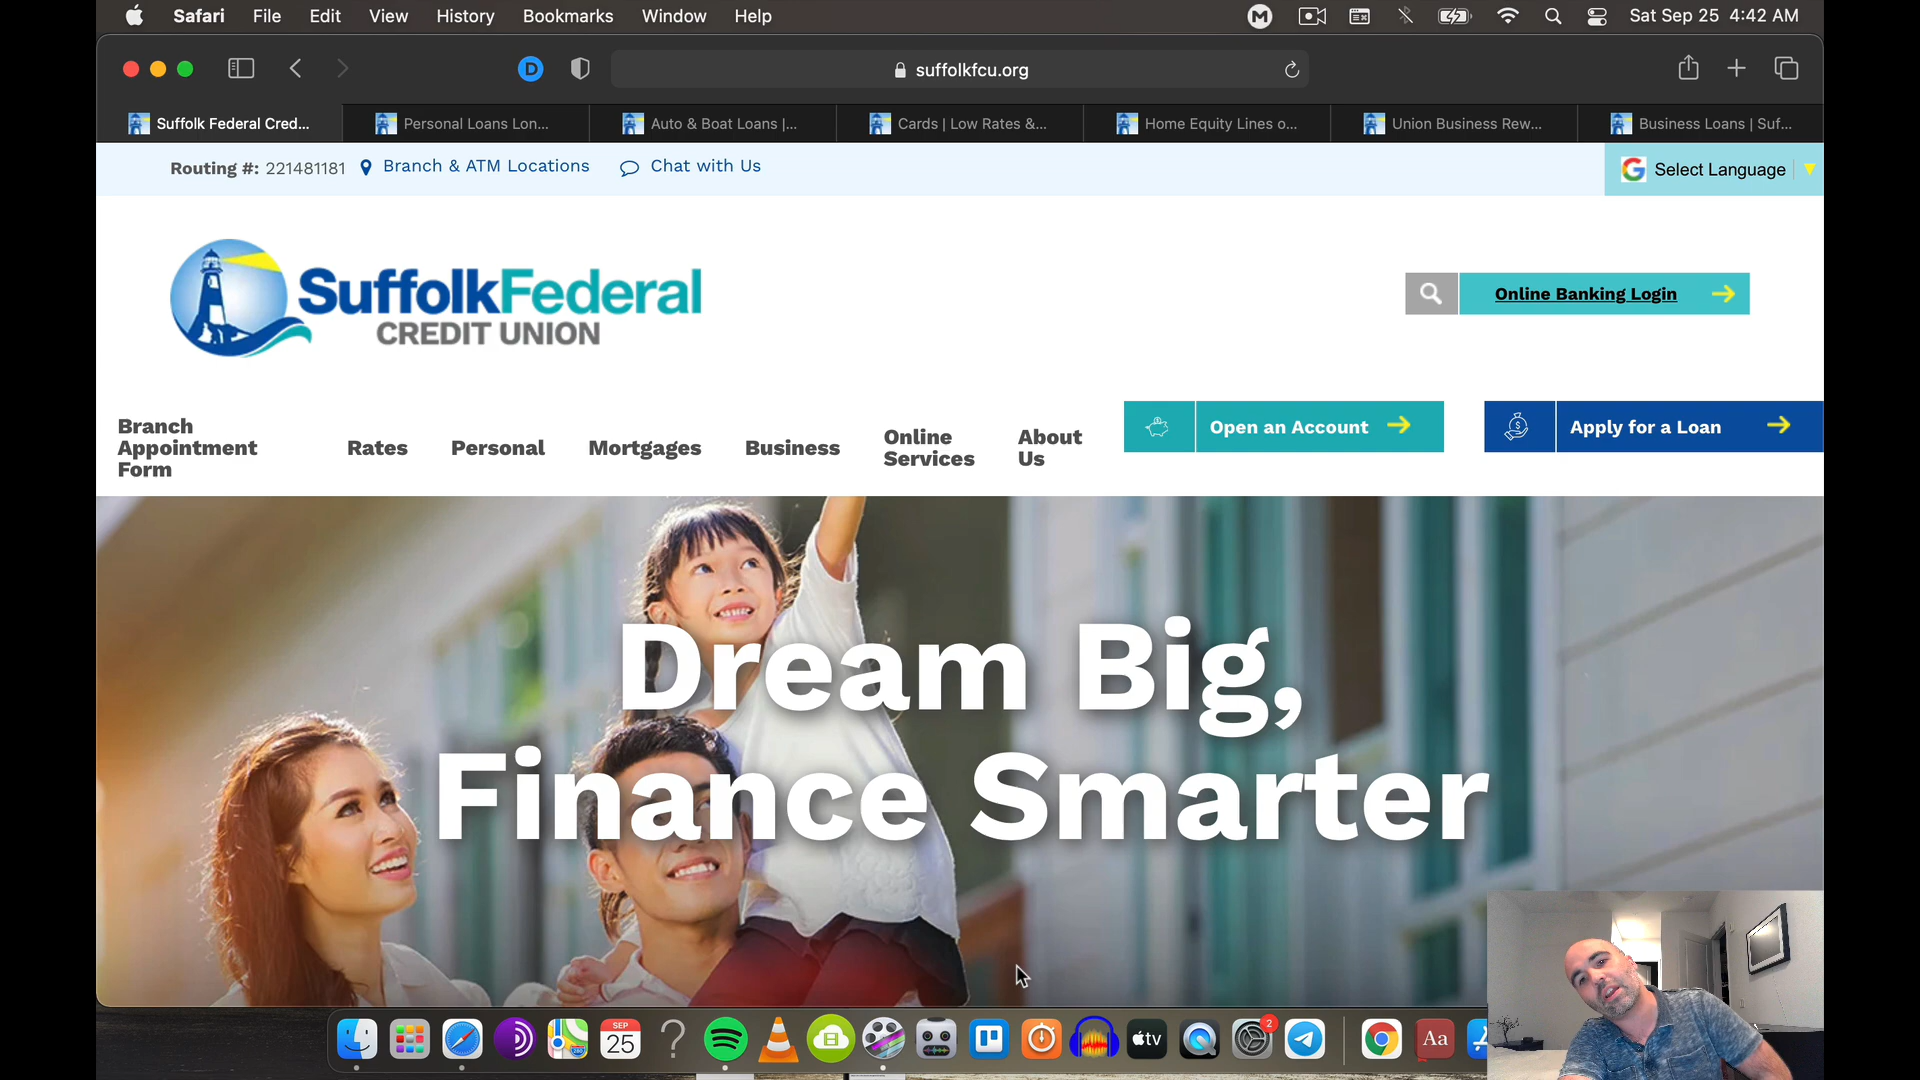 Safari File Edit View History Bookmarks Window Help Sat Sep 25 4:42 AM
D suffolkfcu.org
Suffolk Federal Cred... Personal Loans Lon... Auto & Boat Loans |... Cards | Low Rates &... Home Equity Lines o... Union Business Rew... Business Loans | Suf...
Routing #: 221481181 Branch & ATM Locations Chat with Us Select Language
SuffolkFederal
CREDIT UNION
Online Banking Login
Branch
Appointment
Form
Rates
Personal
Mortgages
Business
Online
Services
About
Us
Open an Account
Apply for a Loan
Dream Big,
Finance Smarter
SEP
25
tv
2
Aa